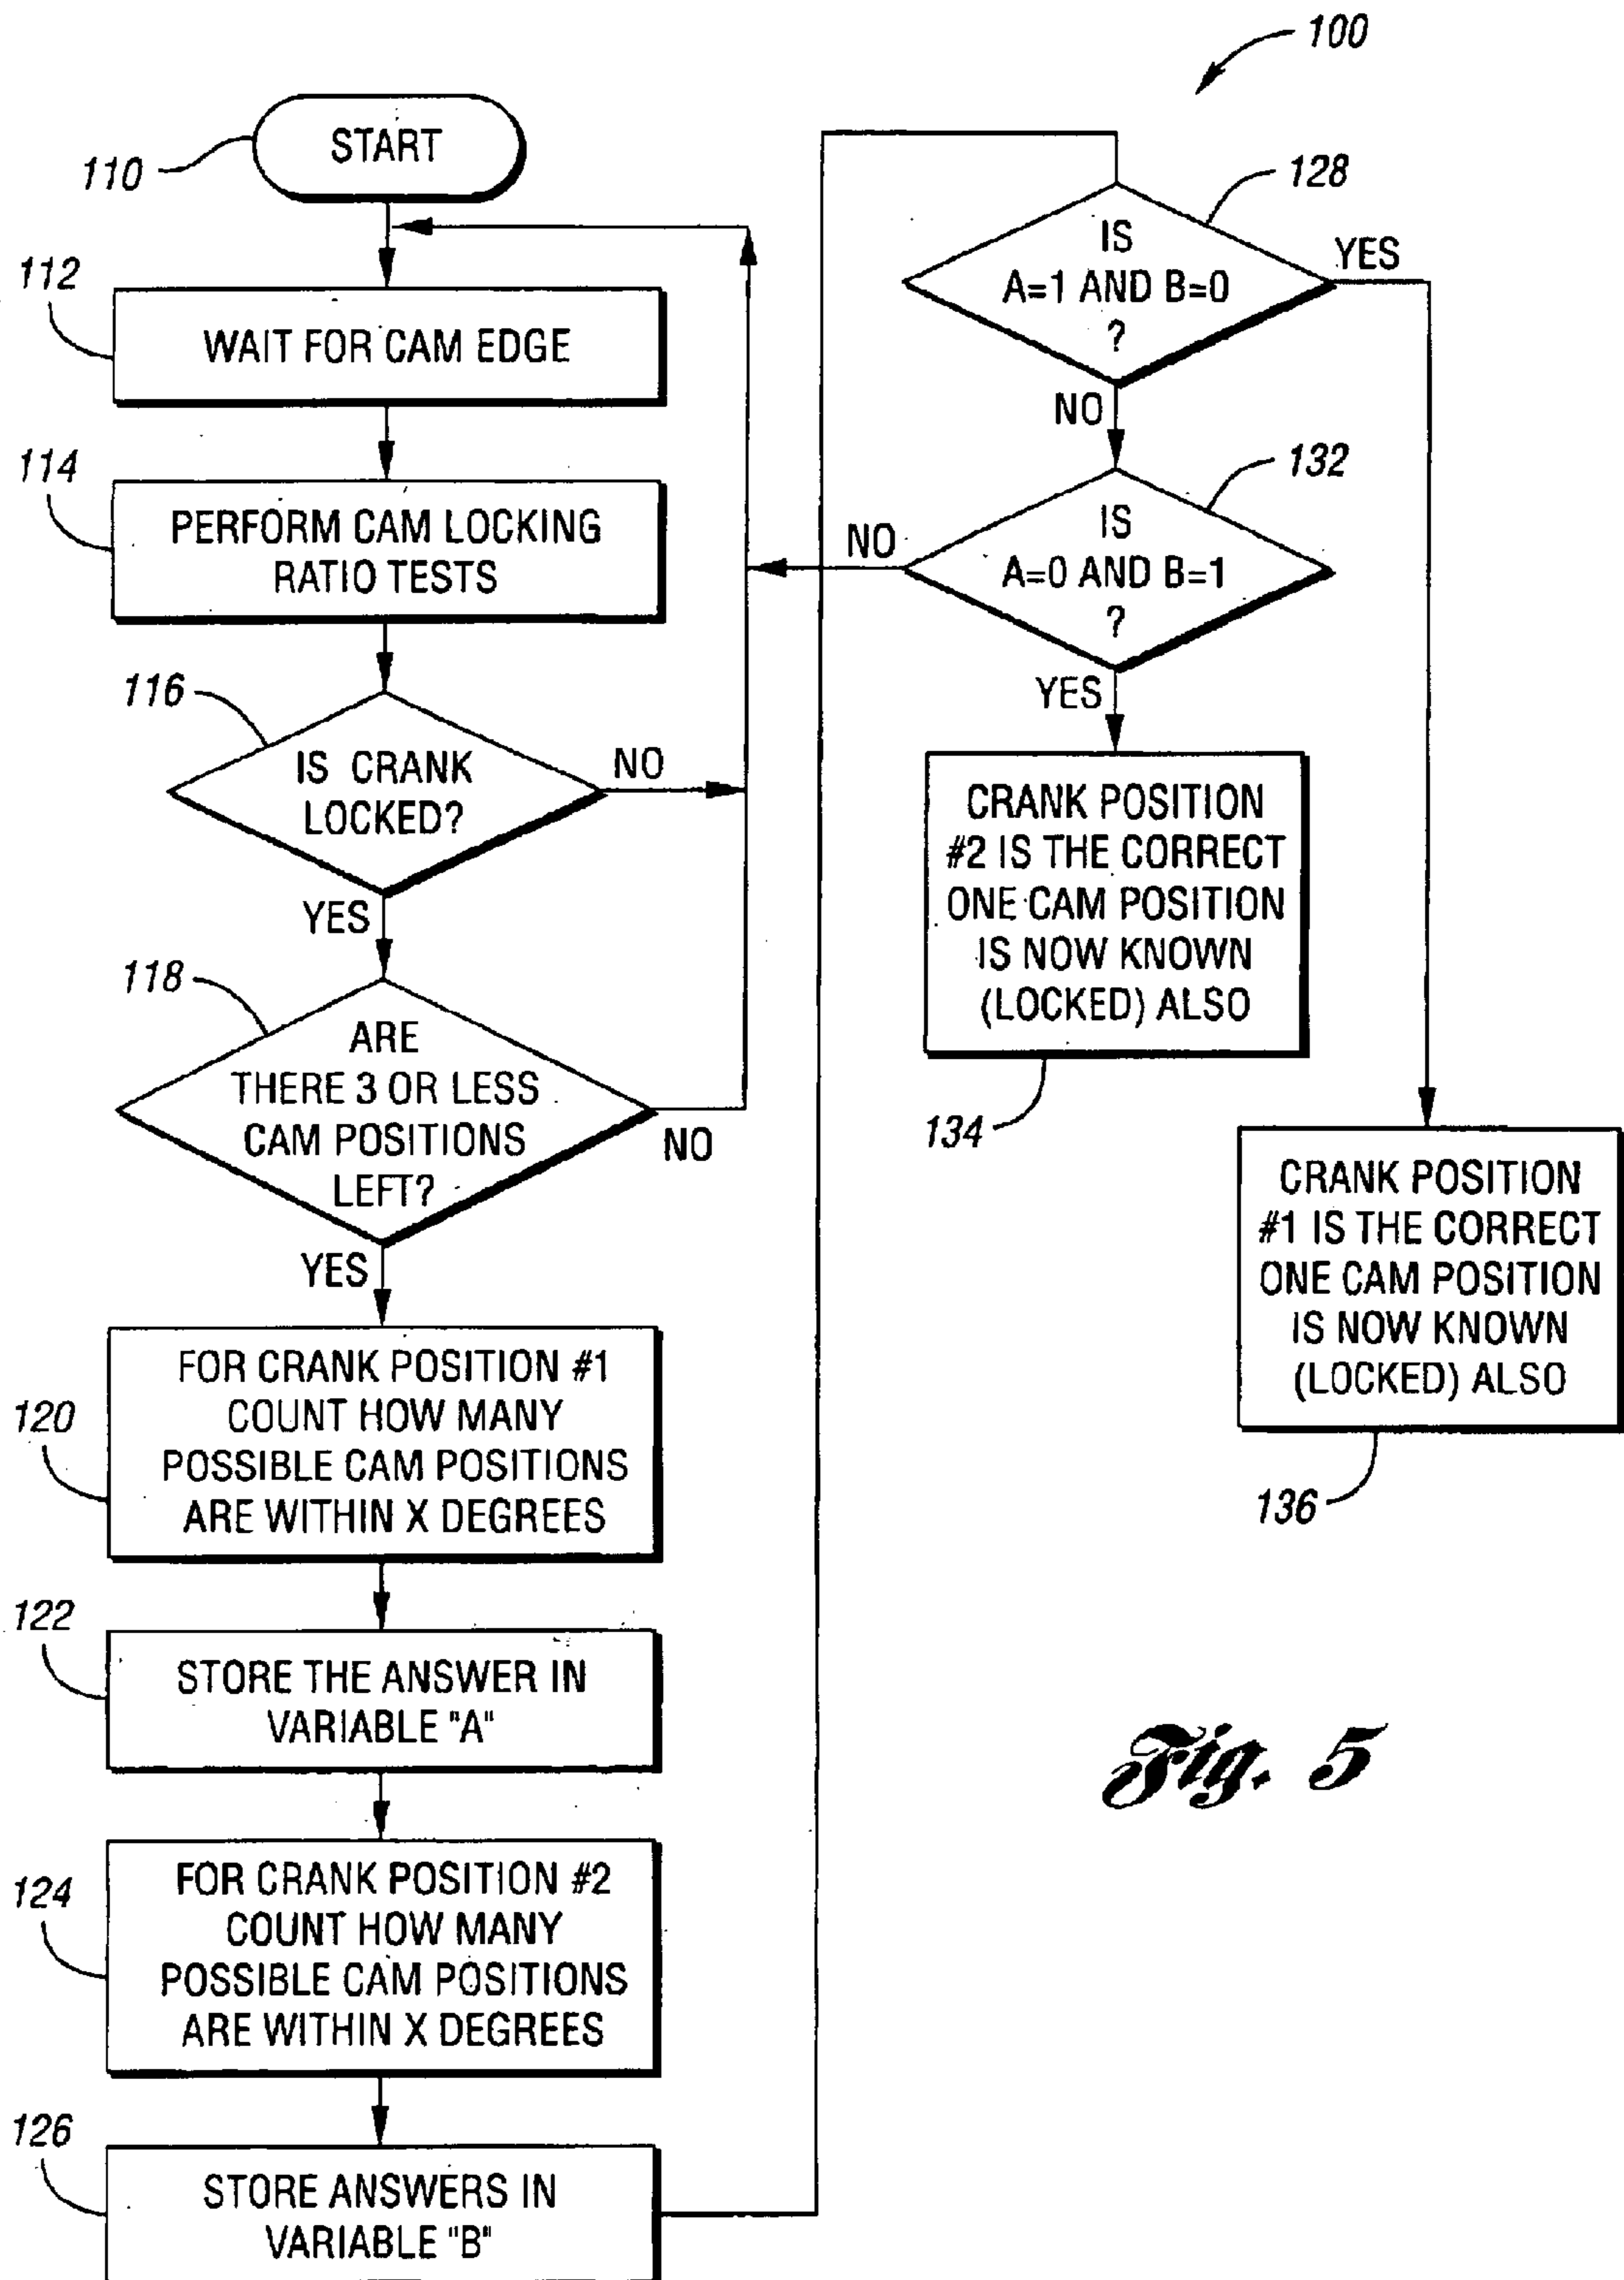 100
110
START
112
WAIT FOR CAM EDGE
114
PERFORM CAM LOCKING
RATIO TESTS
116
IS CRANK
LOCKED?
NO
YES
118
ARE
THERE 3 OR LESS
CAM POSITIONS
LEFT?
NO
YES
120
FOR CRANK POSITION #1
COUNT HOW MANY
POSSIBLE CAM POSITIONS
ARE WITHIN X DEGREES
122
STORE THE ANSWER IN
VARIABLE "A"
124
FOR CRANK POSITION #2
COUNT HOW MANY
POSSIBLE CAM POSITIONS
ARE WITHIN X DEGREES
126
STORE ANSWERS IN
VARIABLE "B"
128
IS
A=1 AND B=0
?
YES
NO
132
IS
A=0 AND B=1
?
NO
YES
CRANK POSITION
#2 IS THE CORRECT
ONE CAM POSITION
IS NOW KNOWN
(LOCKED) ALSO
134
CRANK POSITION
#1 IS THE CORRECT
ONE CAM POSITION
IS NOW KNOWN
(LOCKED) ALSO
136
Fig. 5